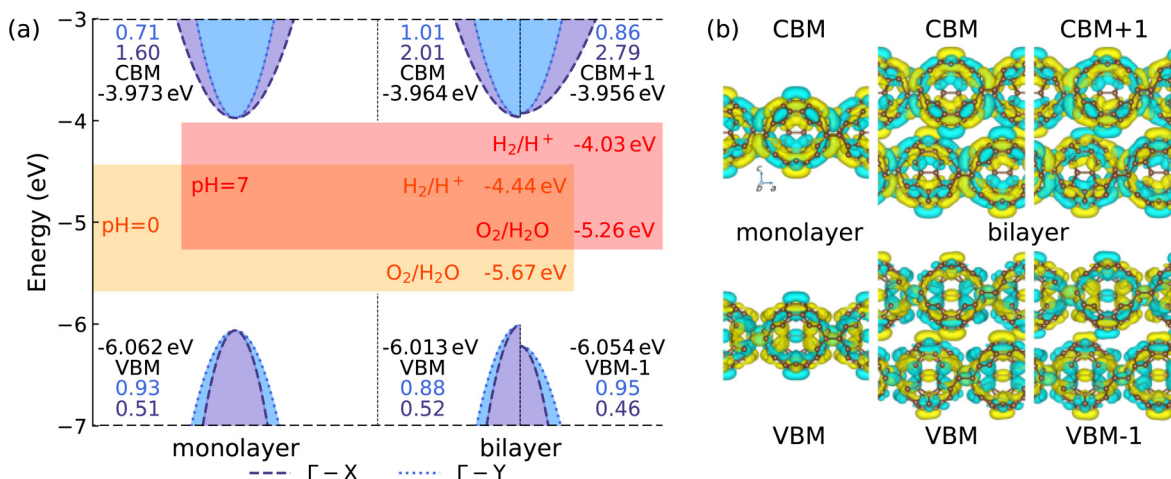 (a)
Energy (eV)
-3
-4
-5
-6
-7
0.71
1.60
CBM
-3.973 eV
1.01
2.01
CBM
-3.964 eV
0.86
2.79
CBM+1
-3.956 eV
H₂/H⁺ -4.03 eV
pH=7
H₂/H⁺ -4.44 eV
pH=0
O₂/H₂O -5.26 eV
O₂/H₂O -5.67 eV
-6.062 eV
VBM
0.93
0.51
-6.013 eV
VBM
0.88
0.52
-6.054 eV
VBM-1
0.95
0.46
monolayer
bilayer
Γ − X
Γ − Y
(b)
CBM
CBM
CBM+1
c
b
a
monolayer
bilayer
VBM
VBM
VBM-1